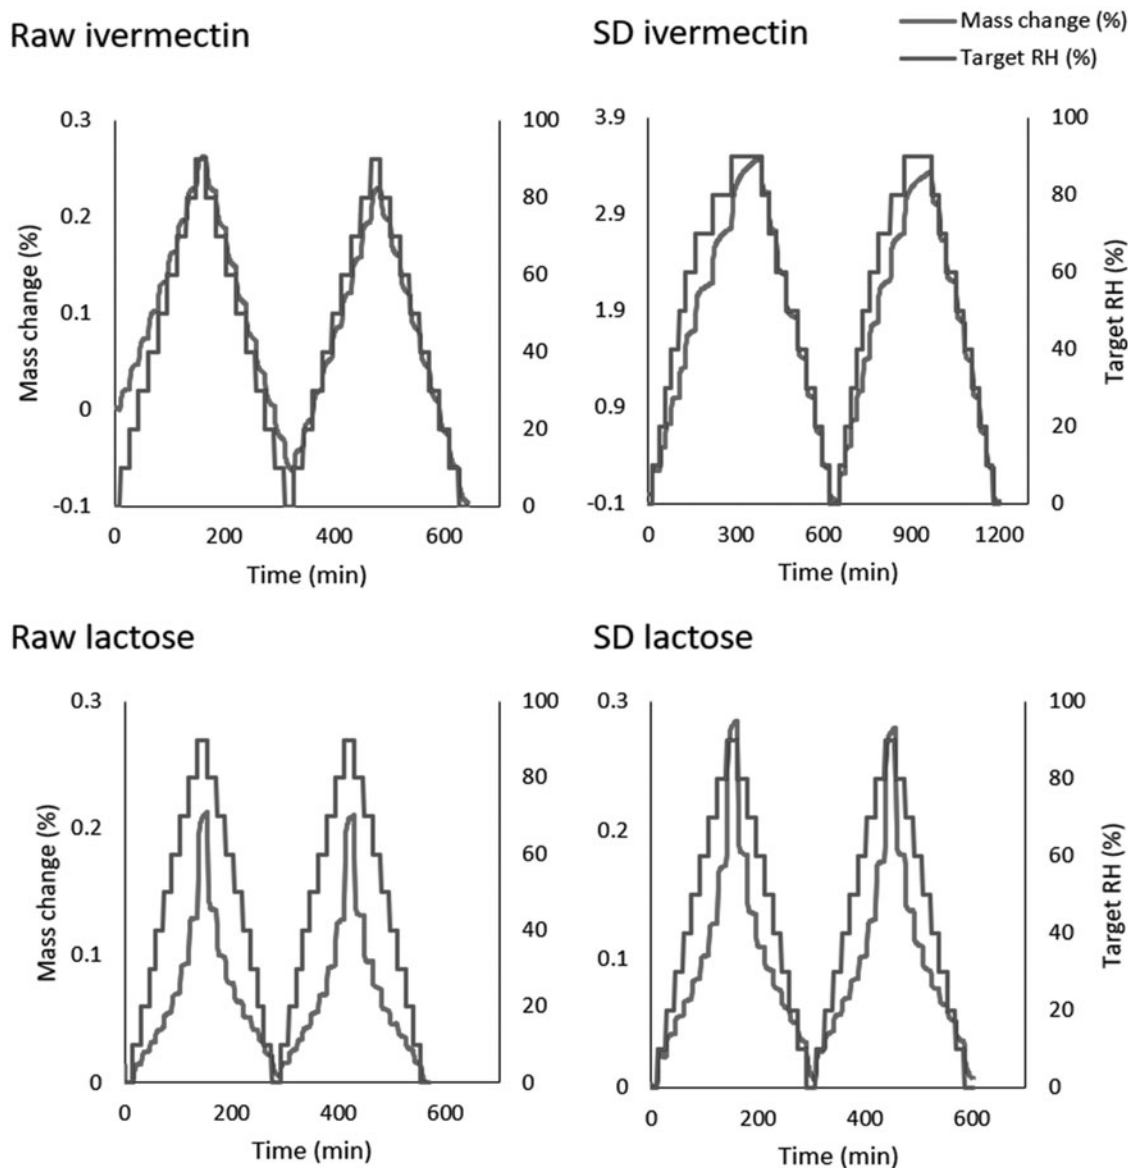 Raw ivermectin
SD ivermectin
Mass change (%)
Target RH (%)
0.3
0.2
0.1
0
-0.1
100
80
60
40
20
0
Mass change (%)
0 200 400 600
Time (min)
3.9
2.9
1.9
0.9
-0.1
100
80
60
40
20
0
Target RH (%)
0 300 600 900 1200
Time (min)
Raw lactose
SD lactose
0.3
0.2
0.1
0
100
80
60
40
20
0
Mass change (%)
0 200 400 600
Time (min)
0.3
0.2
0.1
0
100
80
60
40
20
0
Target RH (%)
0 200 400 600
Time (min)